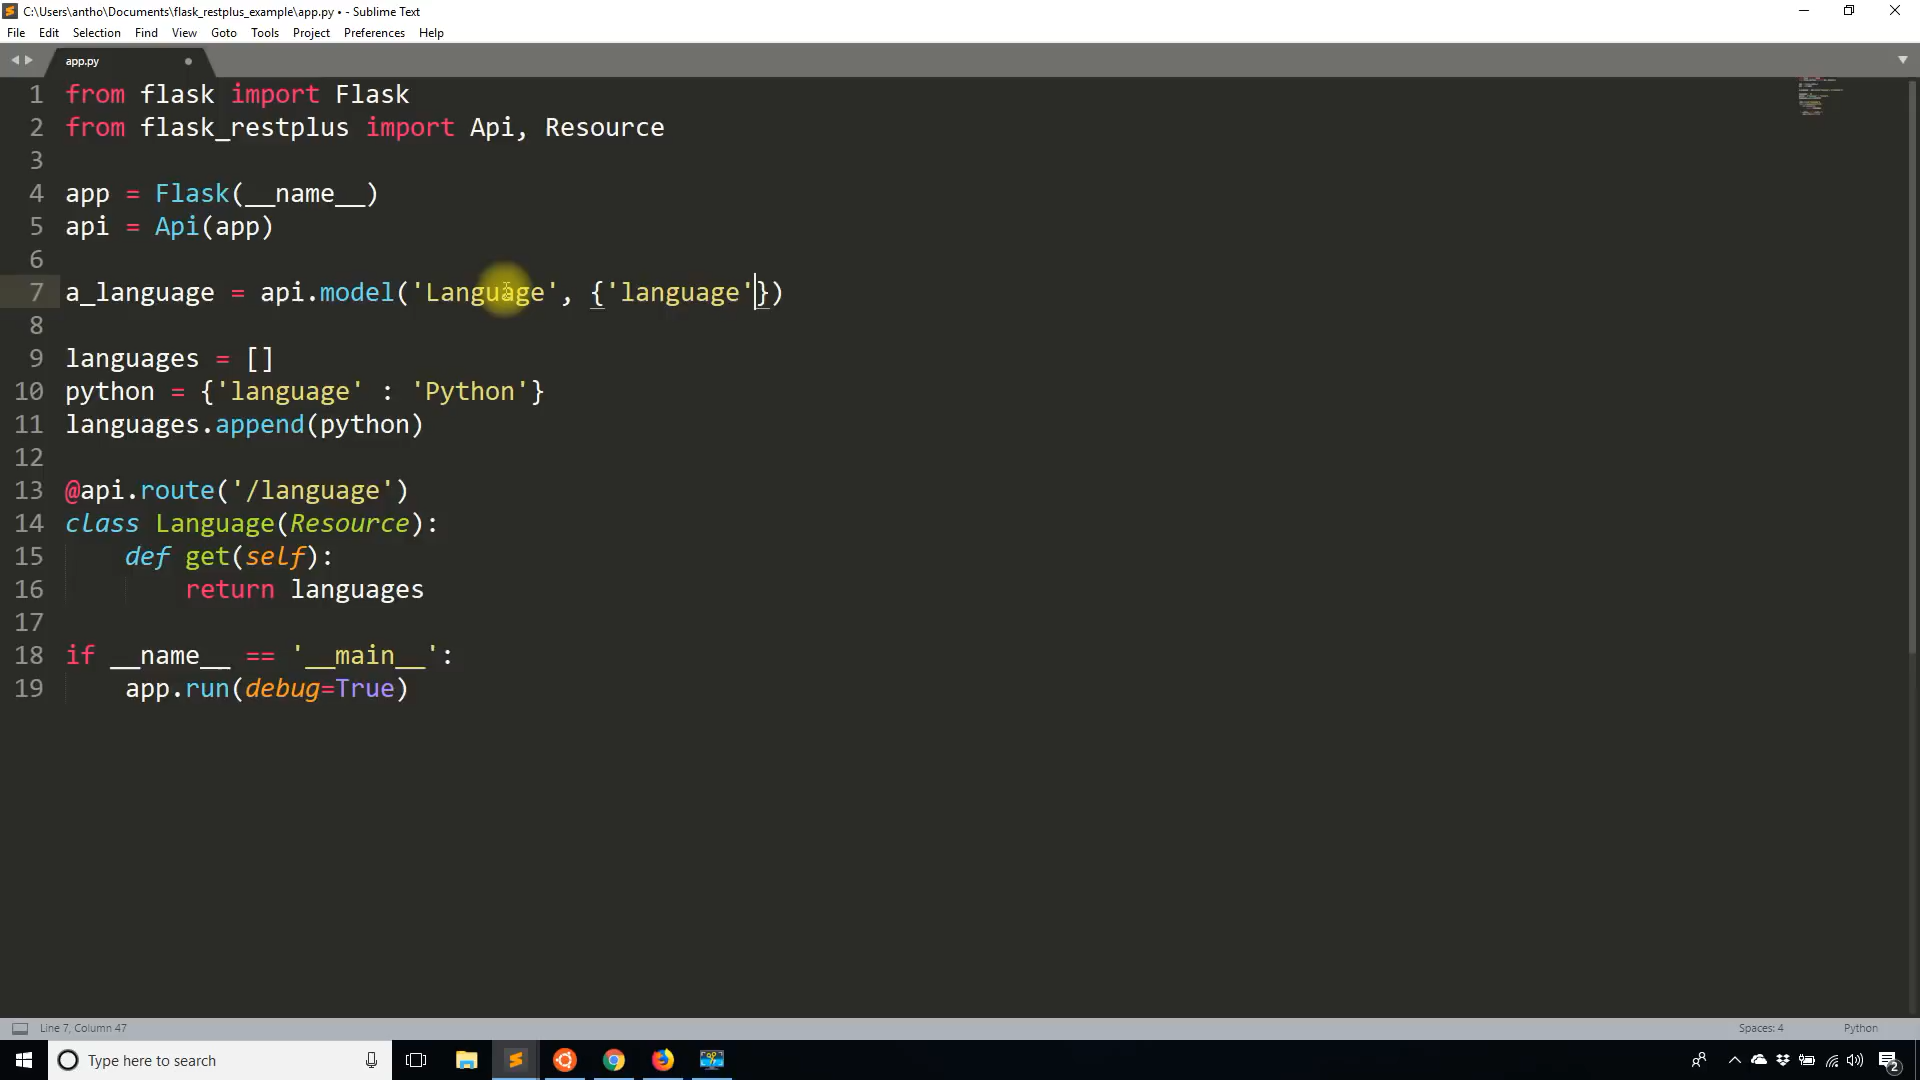 C:\Users\antho\Documents\flask_restplus_example\app.py • - Sublime Text
File Edit Selection Find View Goto Tools Project Preferences Help
app.py
1 from flask import Flask
2 from flask_restplus import Api, Resource
3
4 app = Flask(__name__)
5 api = Api(app)
6
7 a_language = api.model('Language', {'language'})
8
9 languages = []
10 python = {'language' : 'Python'}
11 languages.append(python)
12
13 @api.route('/language')
14 class Language(Resource):
15     def get(self):
16         return languages
17
18 if __name__ == '__main__':
19     app.run(debug=True)
Line 7, Column 47 Spaces: 4 Python
Type here to search 2